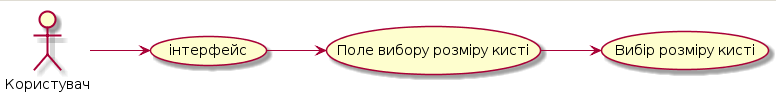 інтерфейс
Поле вибору розміру кисті
Вибір розміру кисті
Користувач